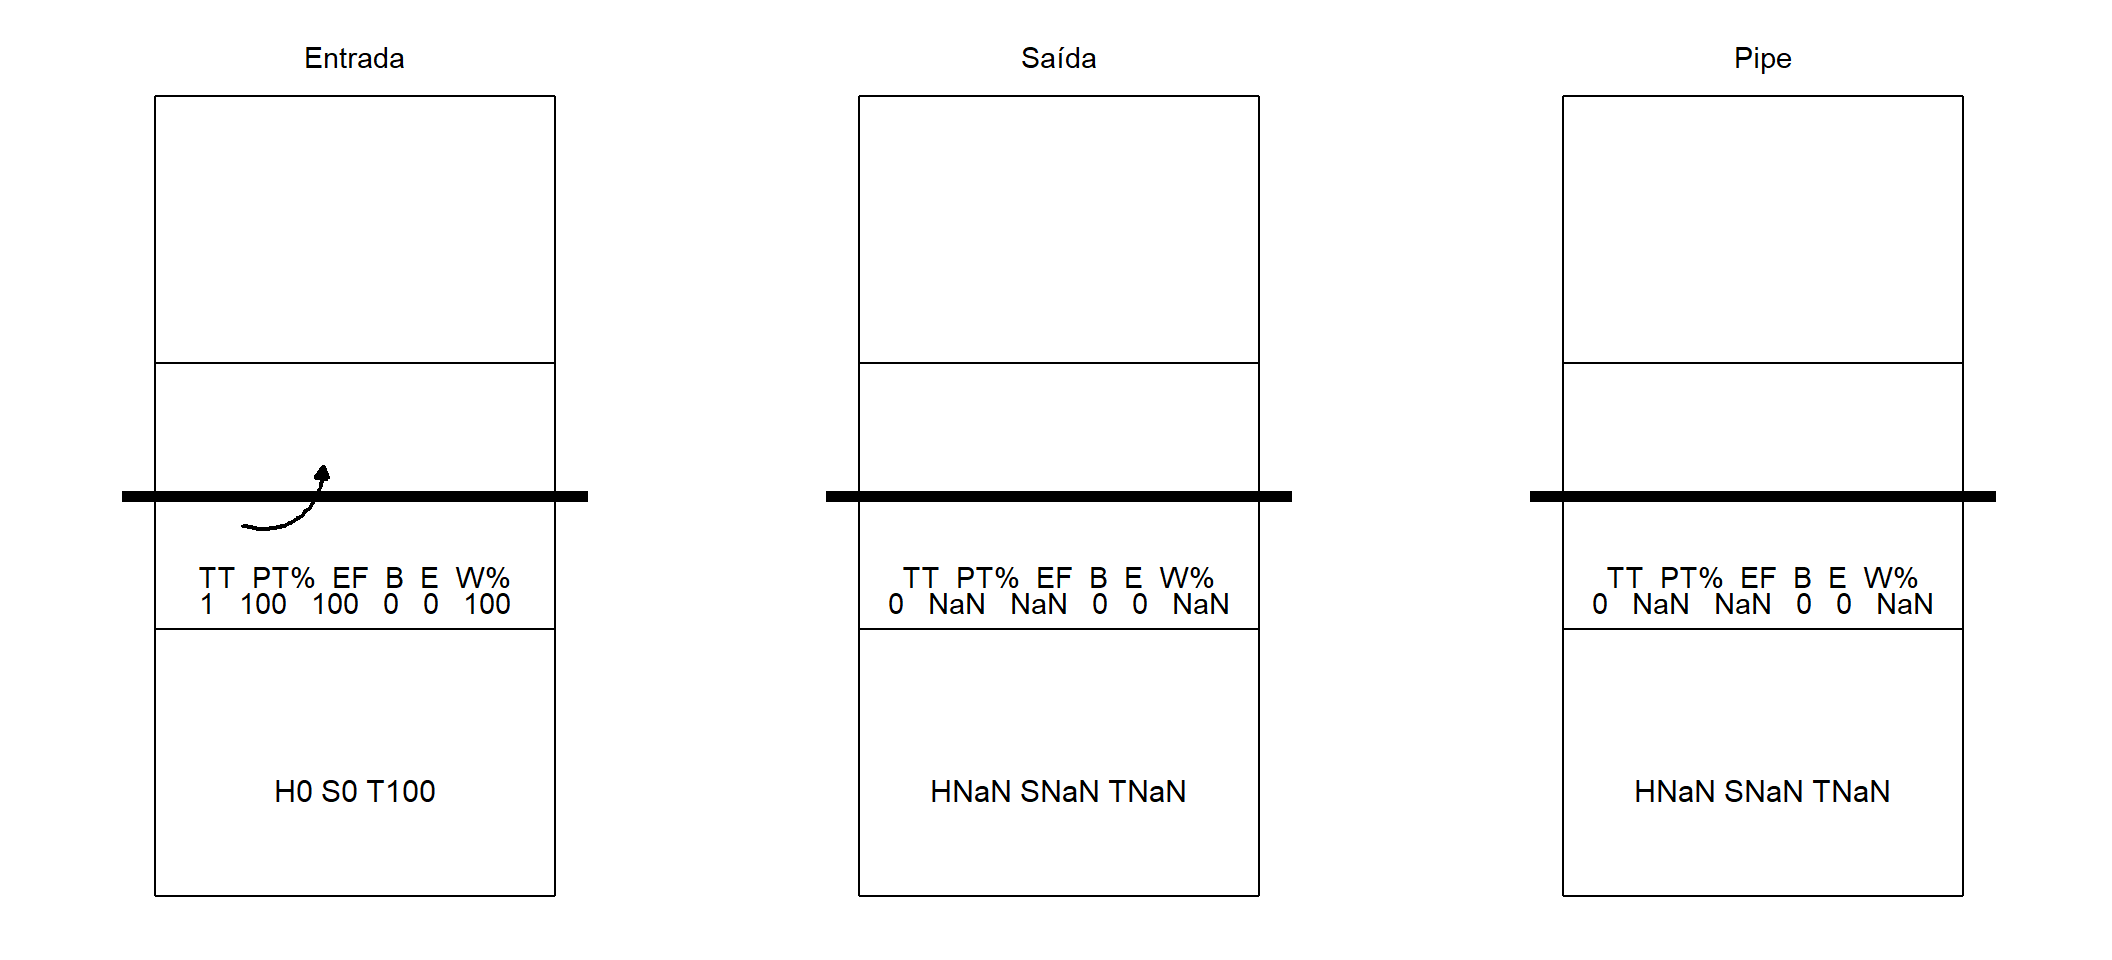 Entrada
TT PT% EF B E W%
1 100 100 0 0 100
H0 S0 T100
Saída
TT PT% EF B E W%
0 NaN NaN 0 0 NaN
HNaN SNaN TNaN
Pipe
TT PT% EF B E W%
0 NaN NaN 0 0 NaN
HNaN SNaN TNaN